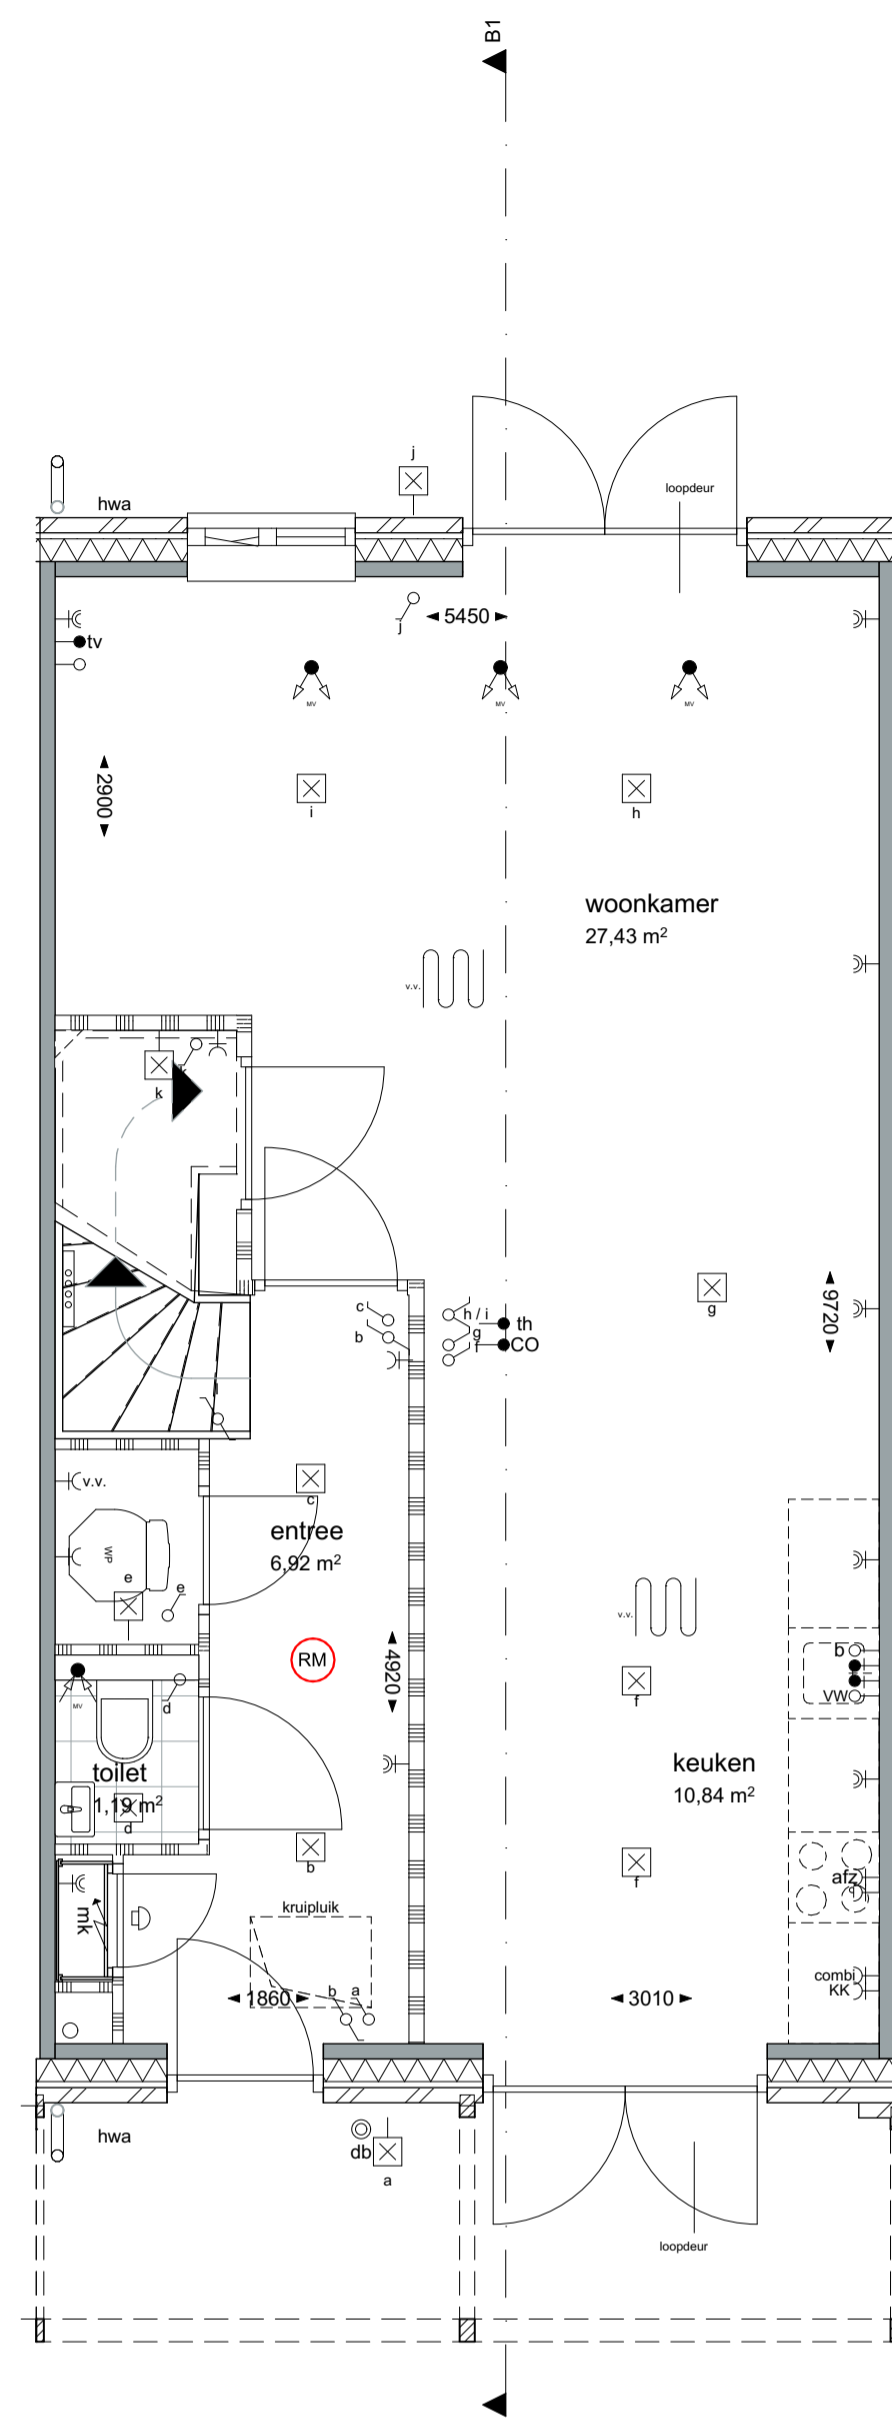 B1
j
loopdeur
hwa
j
5450
tv
MV
MV
MV
2900
i
h
woonkamer
27,43 m²
v.v.
k
k
c
h / i
th
b
g
f
CO
g
9720
v.v.
c
entree
6,92 m²
WP
e
e
v.v.
RM
4920
b
VW
d
MV
f
toilet
1,19 m²
d
keuken
10,84 m²
b
f
afz
mk
kruipluik
combi
KK
b
a
1860
3010
hwa
db
a
loopdeur